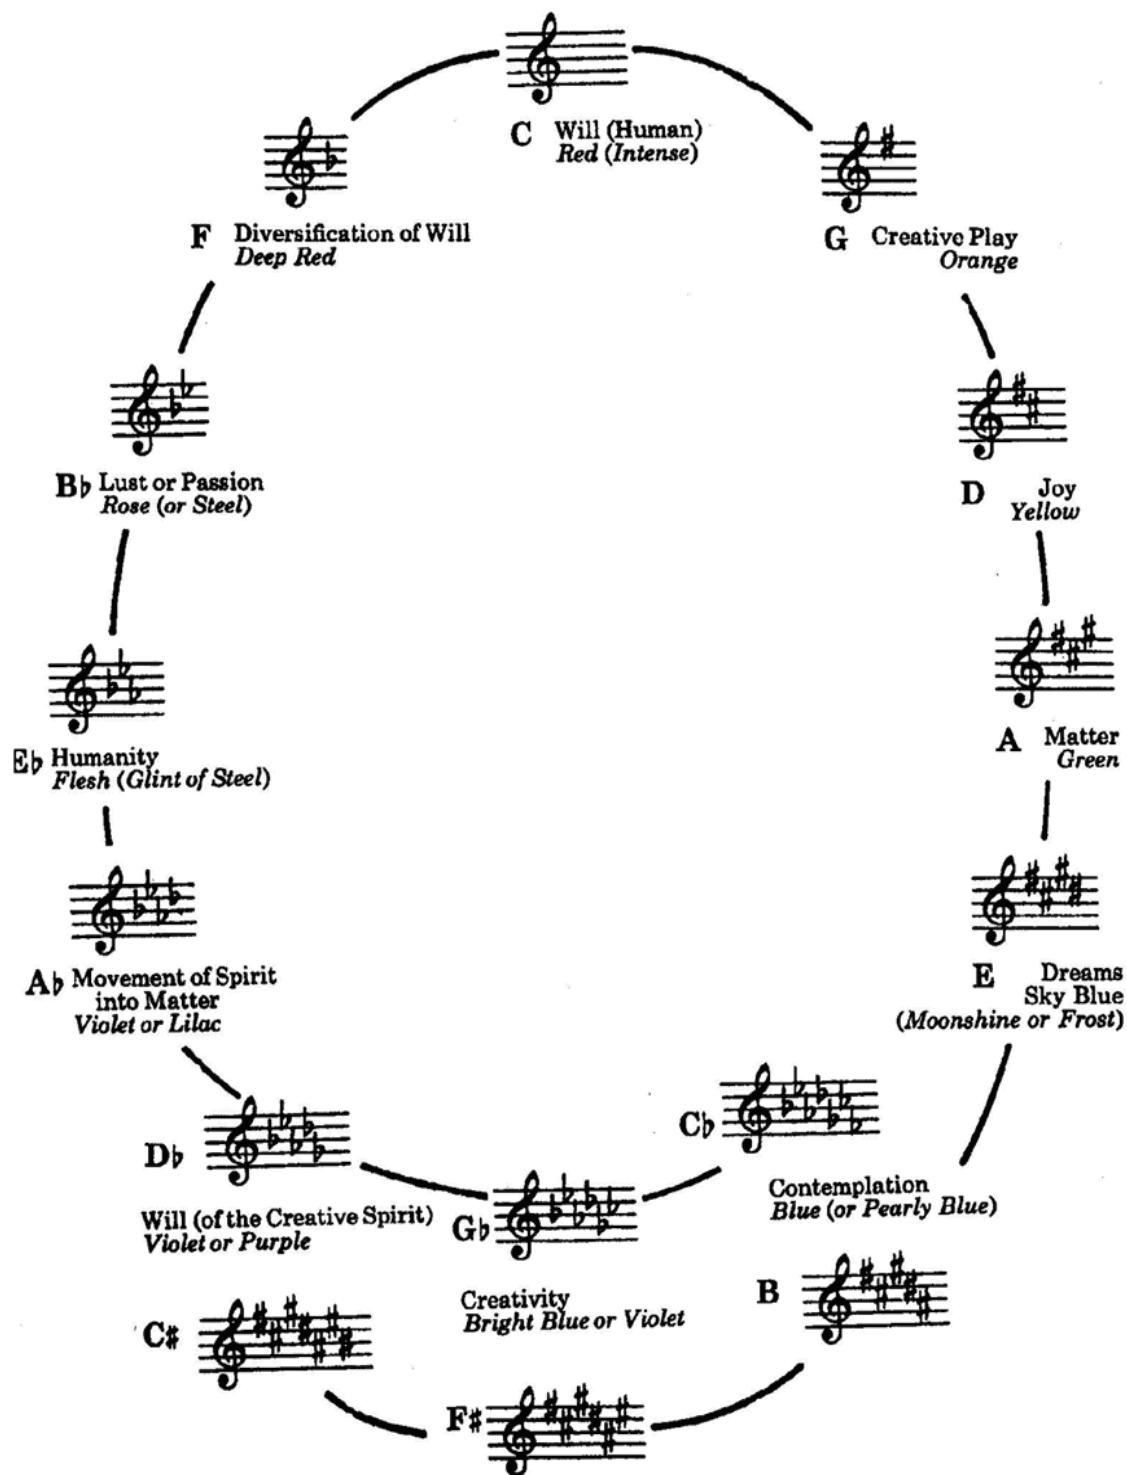 C Will (Human)
Red (Intense)
F Diversification of Will
Deep Red
G Creative Play
Orange
B♭ Lust or Passion
Rose (or Steel)
D Joy
Yellow
E♭ Humanity
Flesh (Glint of Steel)
A Matter
Green
A♭ Movement of Spirit
into Matter
Violet or Lilac
E Dreams
Sky Blue
(Moonshine or Frost)
D♭
Will (of the Creative Spirit)
Violet or Purple
C♯
G♭
Creativity
Bright Blue or Violet
F♯
C♭
Contemplation
Blue (or Pearly Blue)
B